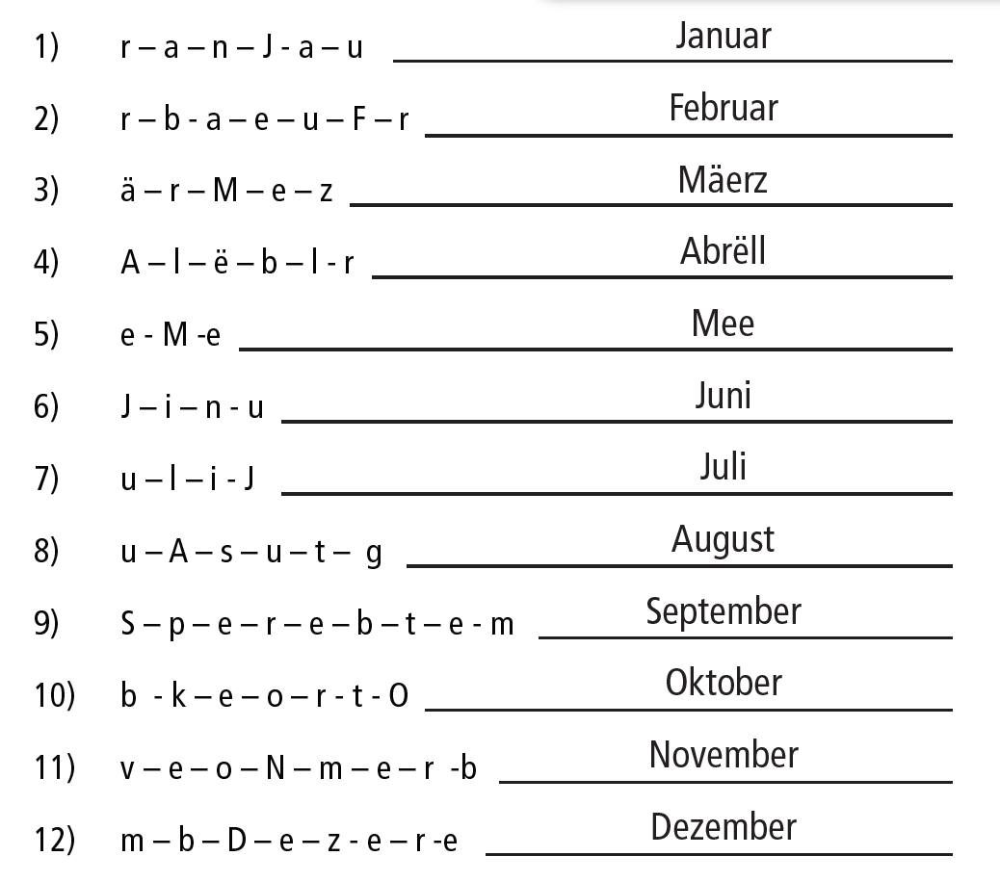 1) r – a – n – J - a – u Januar
2) r – b - a – e – u – F – r Februar
3) ä – r – M – e – z Mäerz
4) A – l – ë – b – l - r Abrëll
5) e - M -e Mee
6) J – i – n - u Juni
7) u – l – i - J Juli
8) u – A – s – u – t – g August
9) S – p – e – r – e – b – t – e - m September
10) b - k – e – o – r - t - O Oktober
11) v – e – o – N – m – e – r -b November
12) m – b – D – e – z - e – r -e Dezember